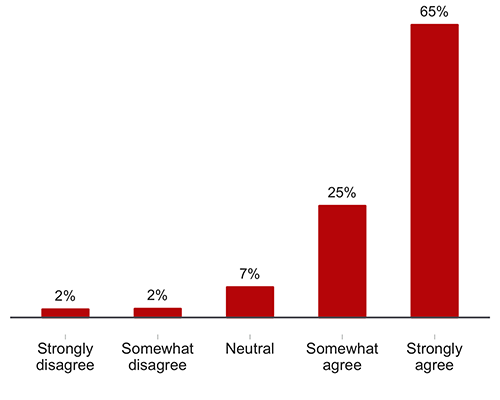 65%
25%
7%
2%
2%
Strongly disagree
Somewhat disagree
Neutral
Somewhat agree
Strongly agree